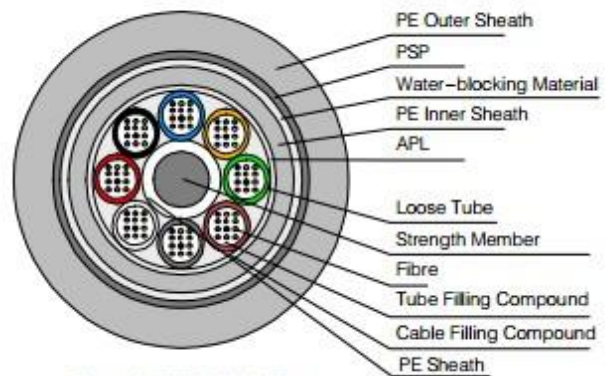 PE Outer Sheath
PSP
Water-blocking Material
PE Inner Sheath
APL
Loose Tube
Strength Member
Fibre
Tube Filling Compound
Cable Filling Compound
PE Sheath